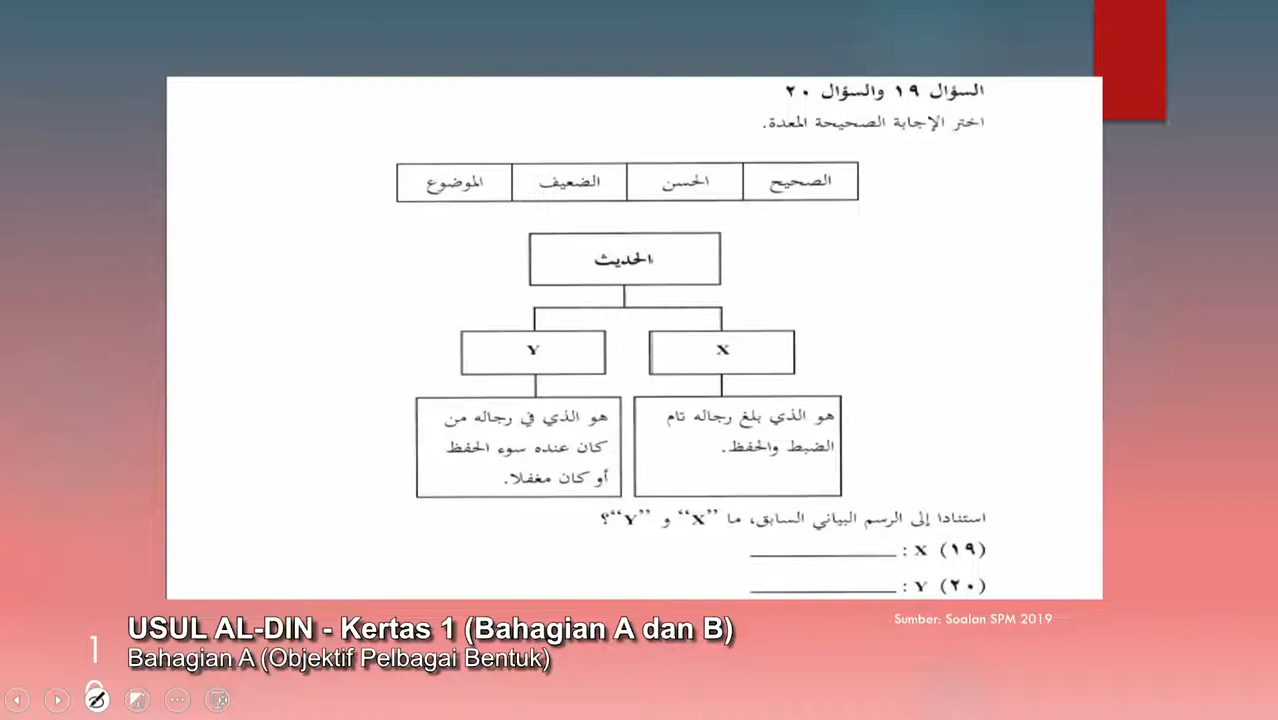 السؤال ١٩ والسؤال ٢٠
اختر الإجابة الصحيحة المعدة.
الصحيح الحسن الضعيف الموضوع
الحديث
X Y
هو الذي بلغ رجاله تام
الضبط والحفظ.
هو الذي في رجاله من
كان عنده سوء الحفظ
أو كان مغفلا.
استنادا إلى الرسم البياني السابق، ما "X" و "Y"؟
(١٩) X : ____________
(٢٠) Y : ____________
Sumber: Soalan SPM 2019
USUL AL-DIN - Kertas 1 (Bahagian A dan B)
Bahagian A (Objektif Pelbagai Bentuk)
1